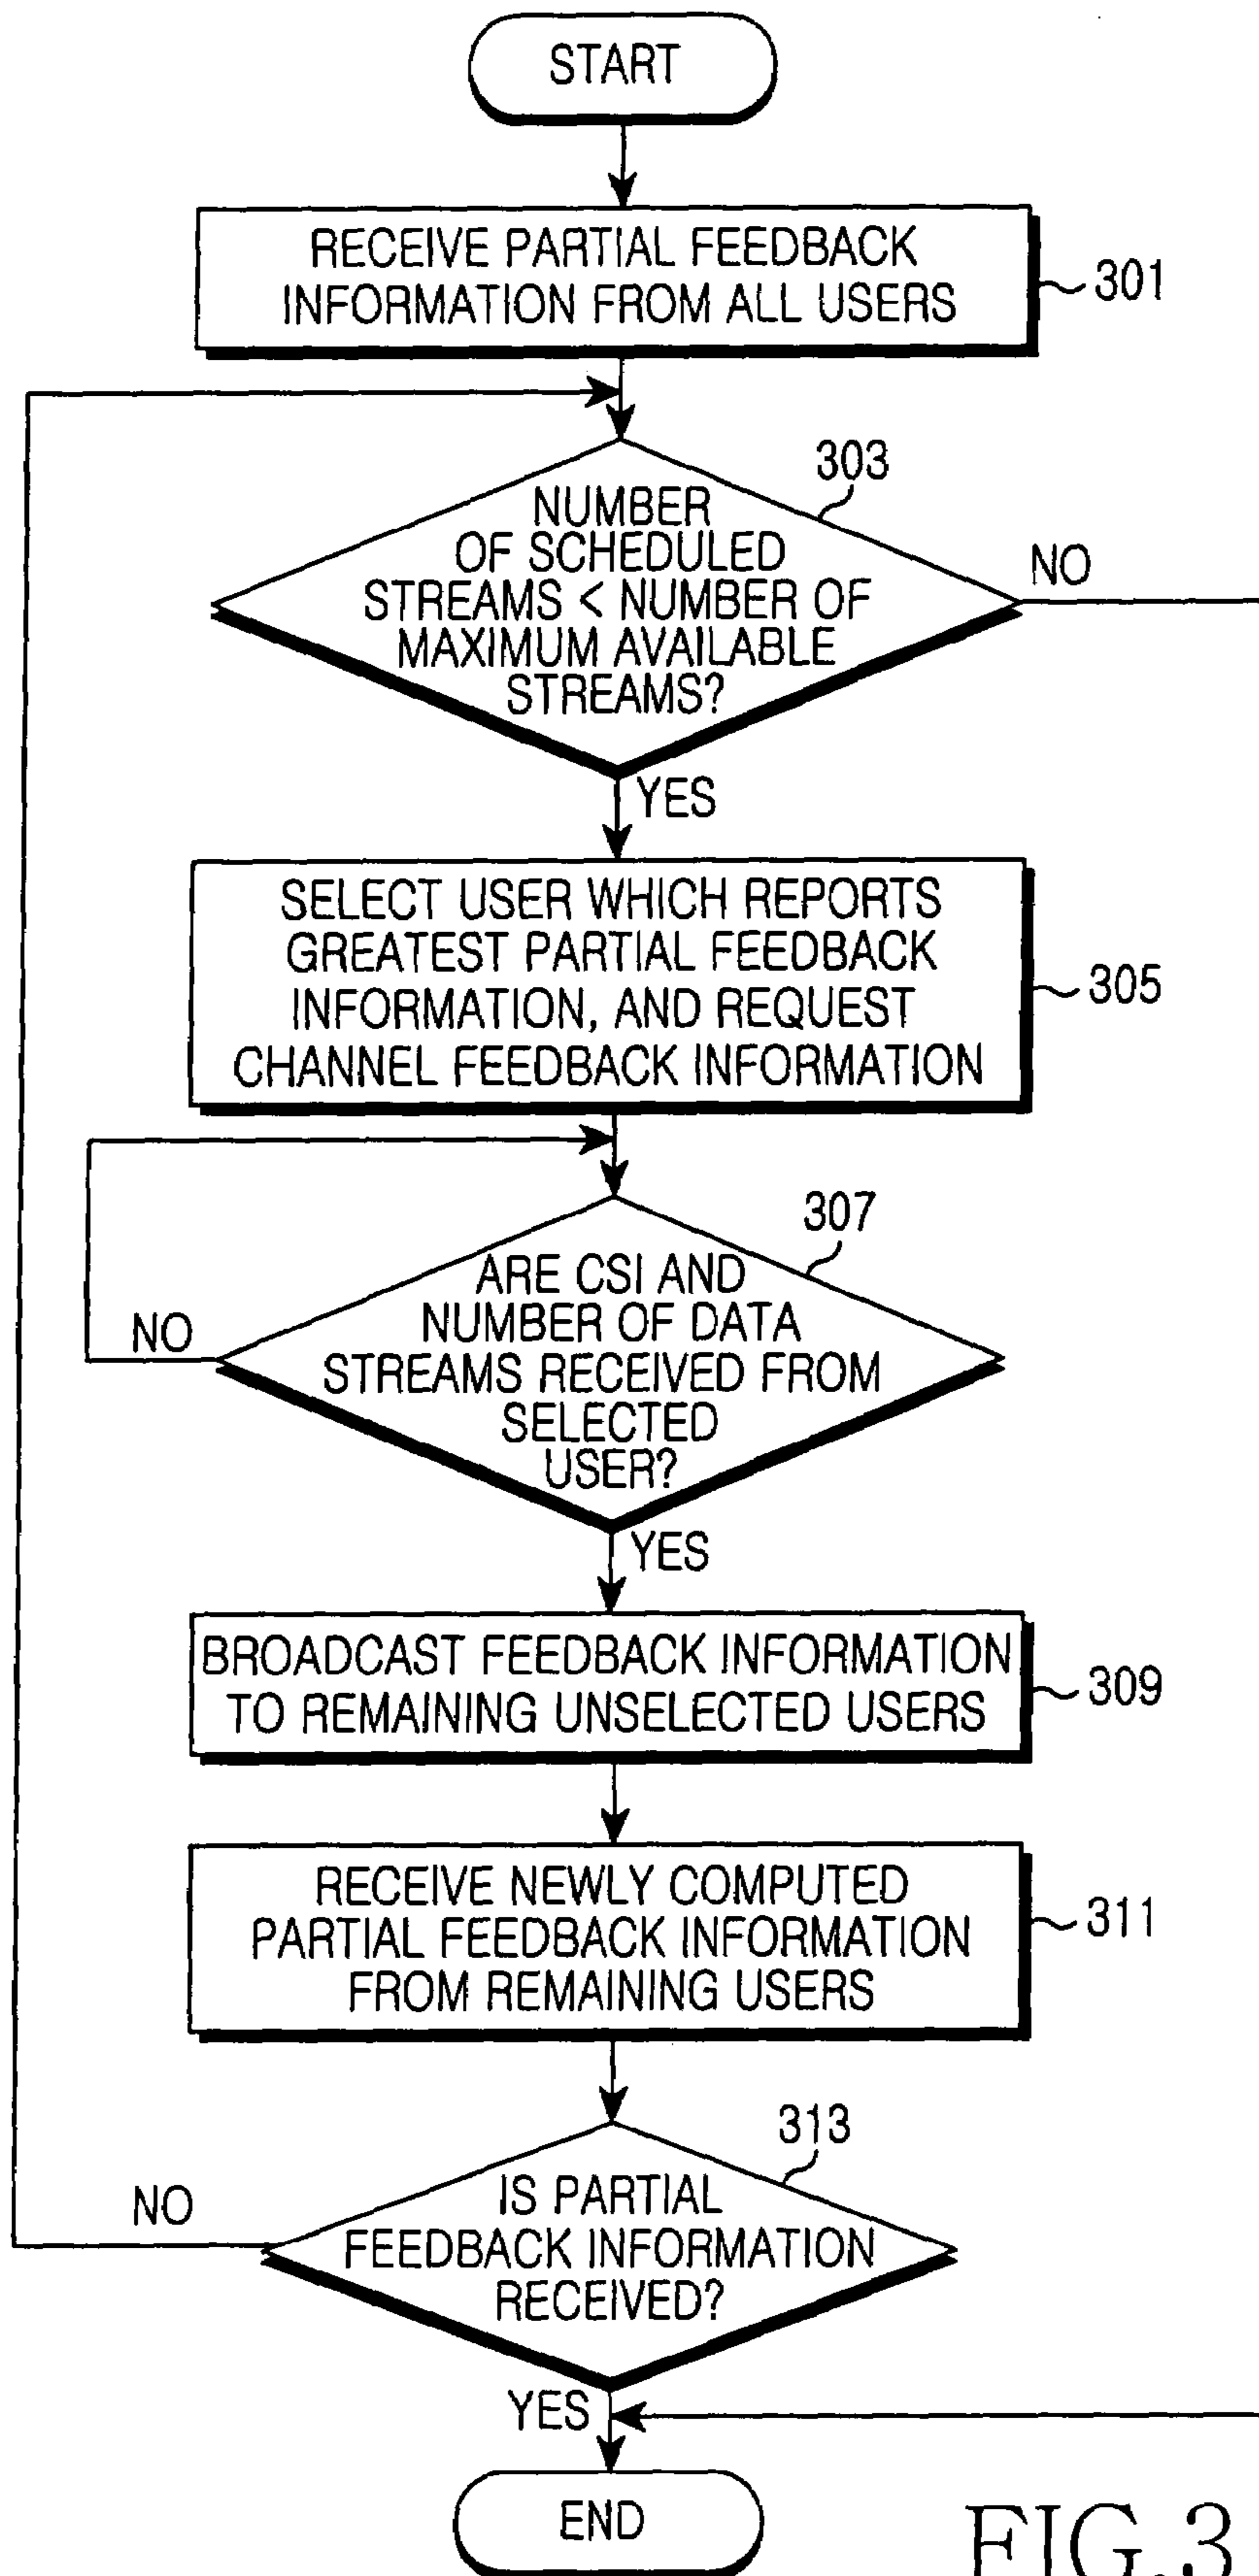 START
RECEIVE PARTIAL FEEDBACK
INFORMATION FROM ALL USERS
301
303
NUMBER
OF SCHEDULED
STREAMS < NUMBER OF
MAXIMUM AVAILABLE
STREAMS?
NO
YES
SELECT USER WHICH REPORTS
GREATEST PARTIAL FEEDBACK
INFORMATION, AND REQUEST
CHANNEL FEEDBACK INFORMATION
305
307
ARE CSI AND
NUMBER OF DATA
STREAMS RECEIVED FROM
SELECTED
USER?
NO
YES
BROADCAST FEEDBACK INFORMATION
TO REMAINING UNSELECTED USERS
309
RECEIVE NEWLY COMPUTED
PARTIAL FEEDBACK INFORMATION
FROM REMAINING USERS
311
313
IS PARTIAL
FEEDBACK INFORMATION
RECEIVED?
NO
YES
END
FIG.3